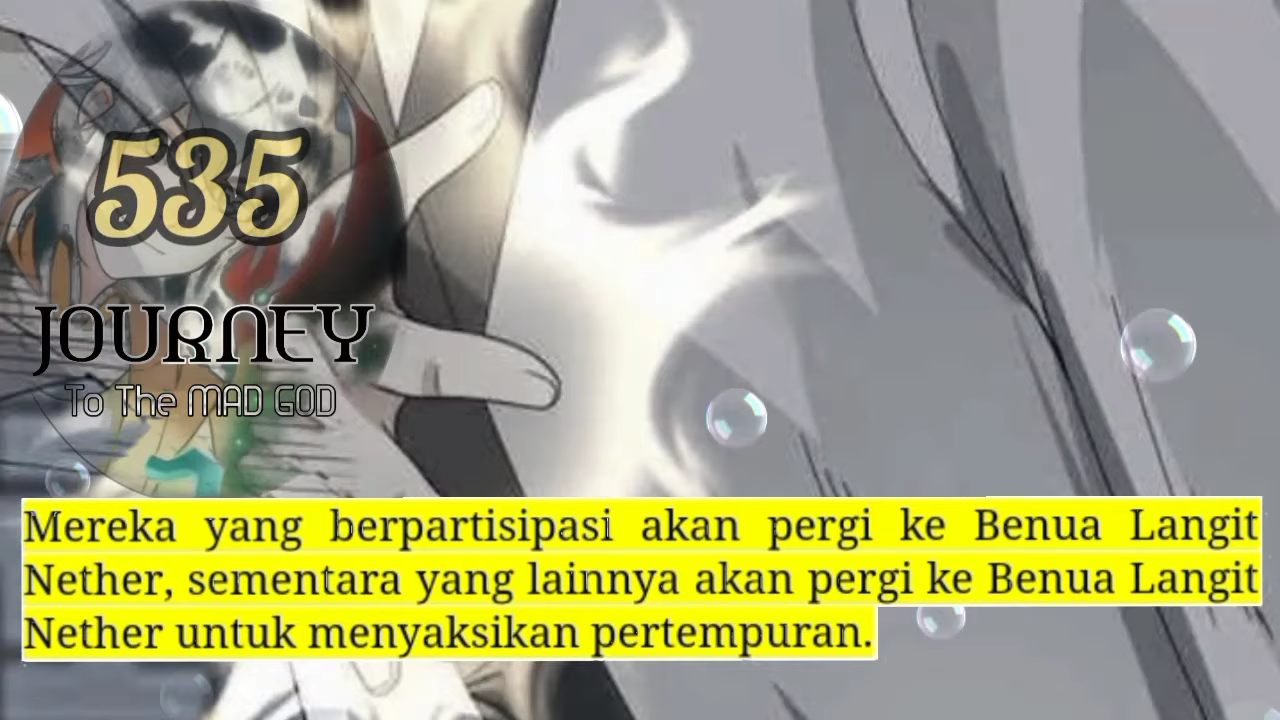 535
JOURNEY
To The MAD GOD
Mereka yang berpartisipasi akan pergi ke Benua Langit
Nether, sementara yang lainnya akan pergi ke Benua Langit
Nether untuk menyaksikan pertempuran.